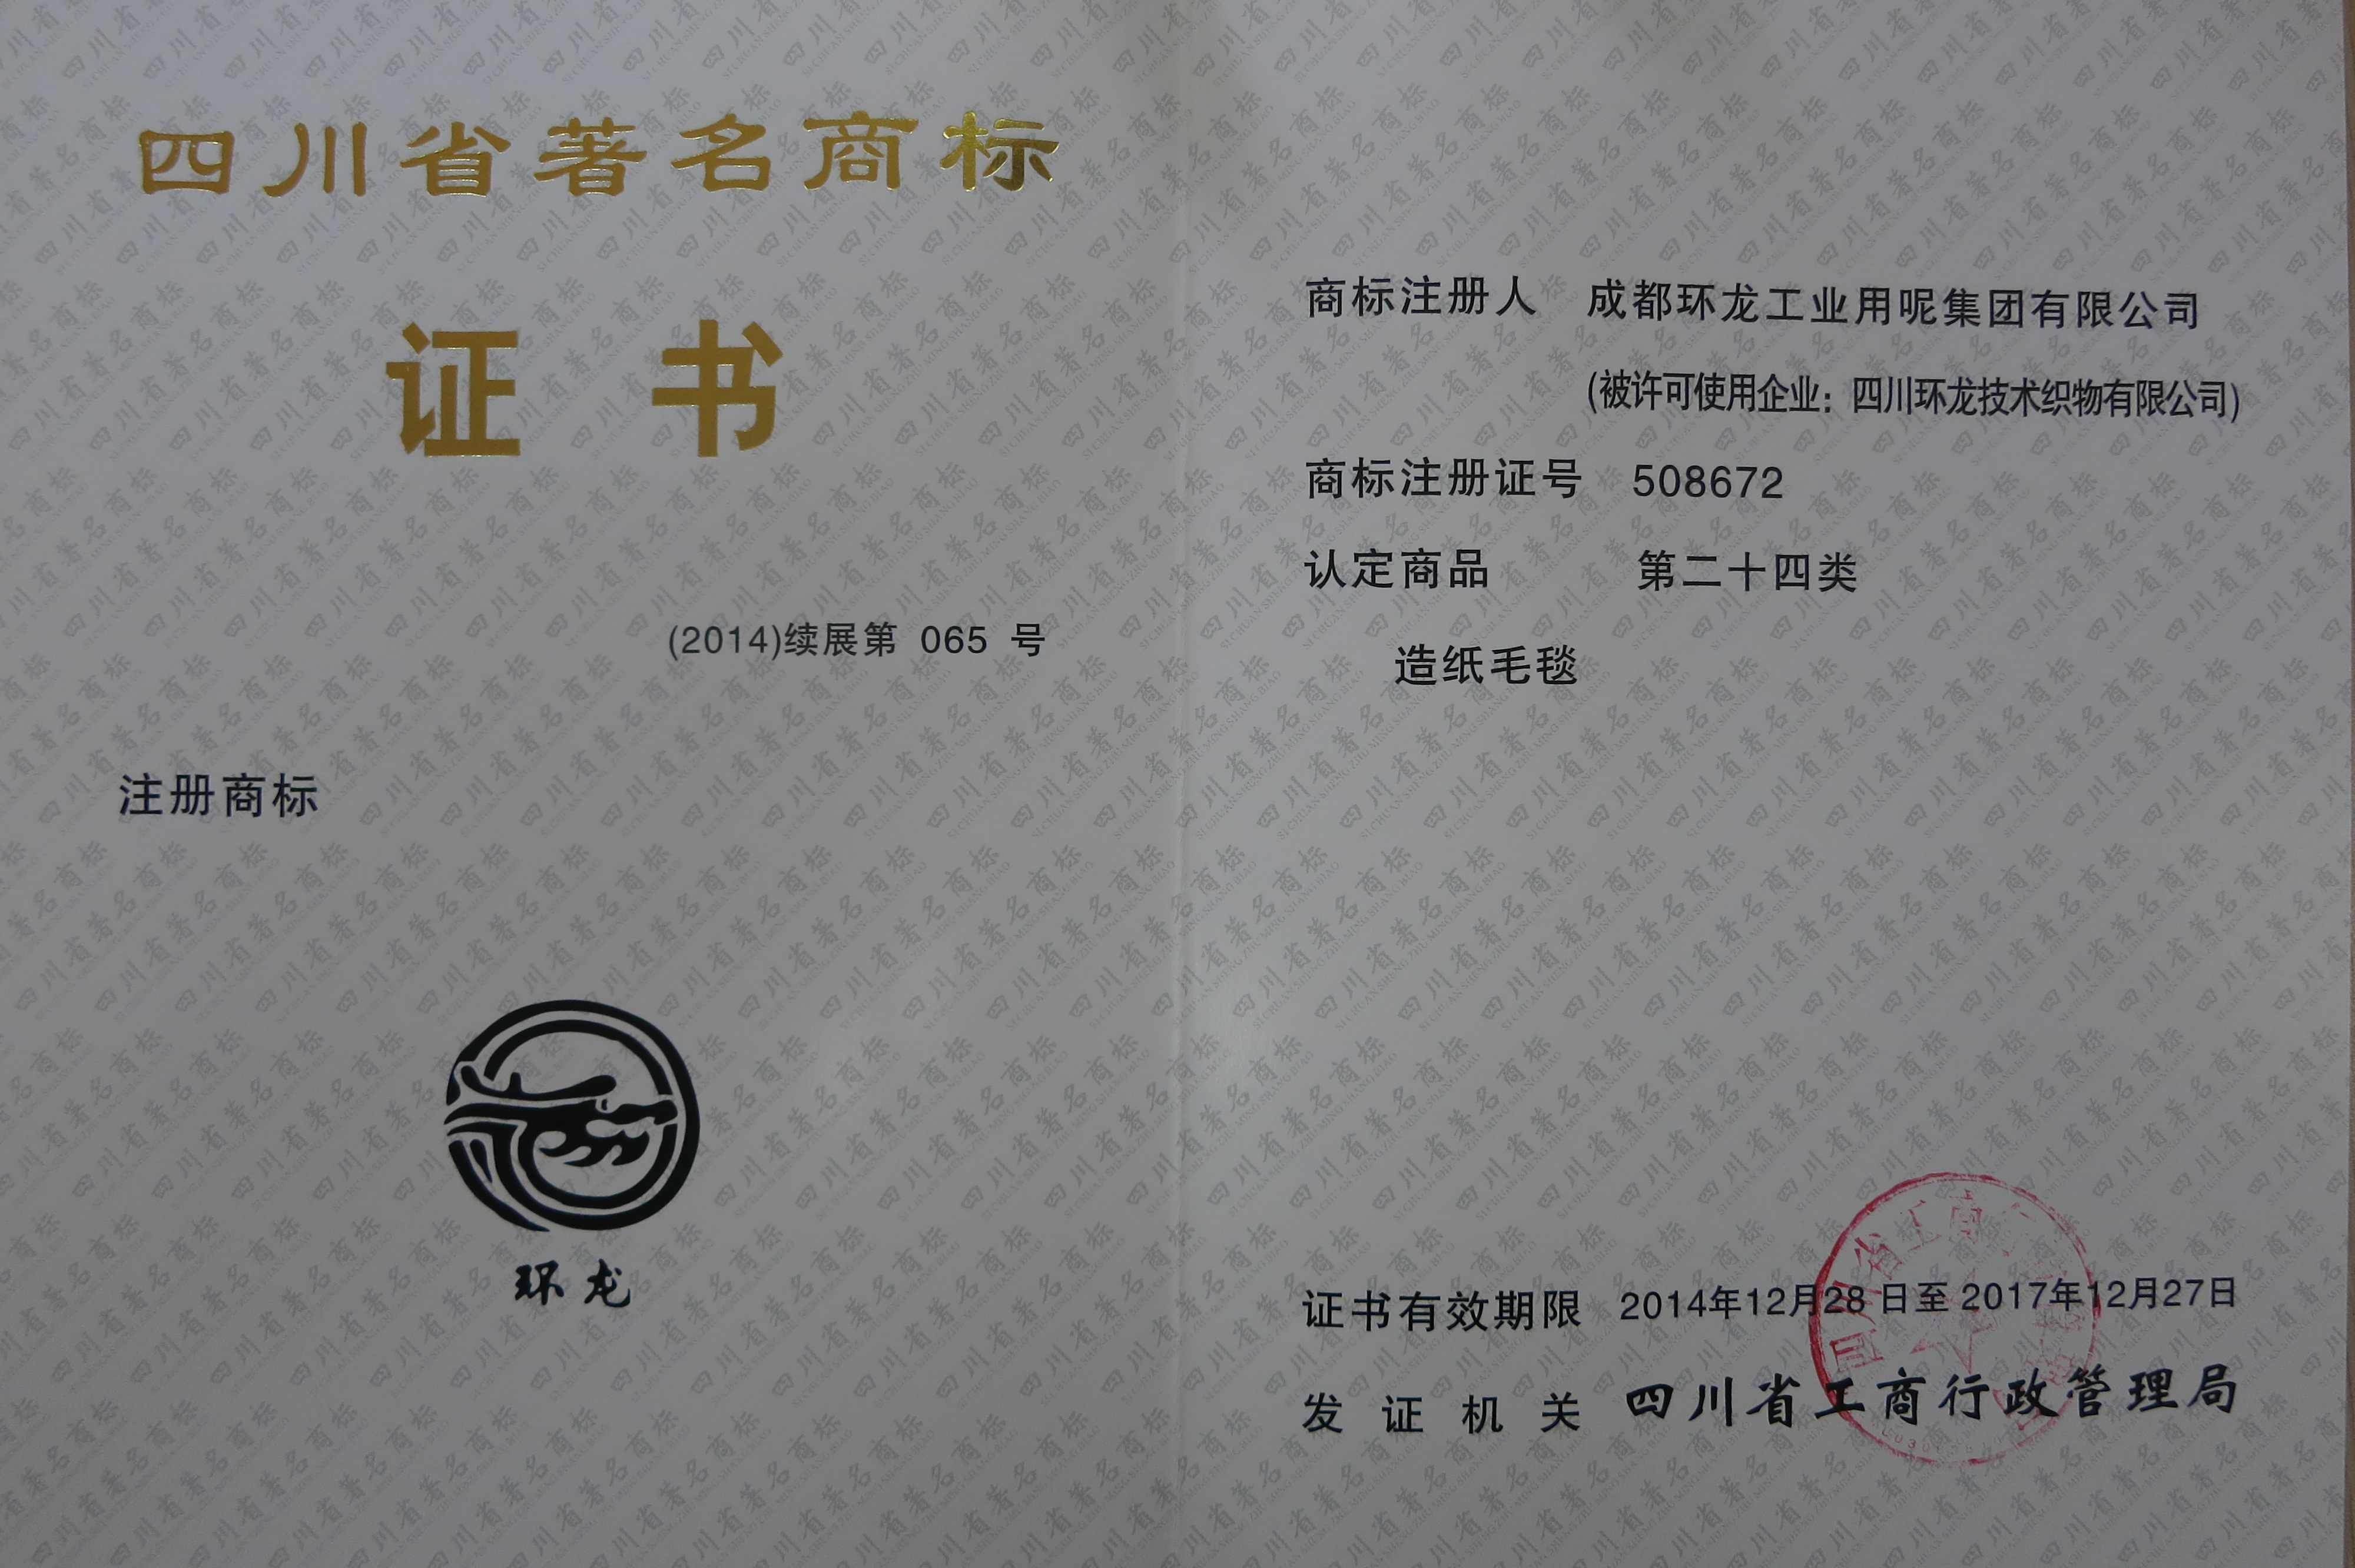 四川省著名商标
证书
(2014)续展第 065 号
注册商标
环龙
商标注册人 成都环龙工业用呢集团有限公司
(被许可使用企业：四川环龙技术织物有限公司)
商标注册证号 508672
认定商品 第二十四类
造纸毛毯
证书有效期限 2014年12月28日至2017年12月27日
发证机关 四川省工商行政管理局